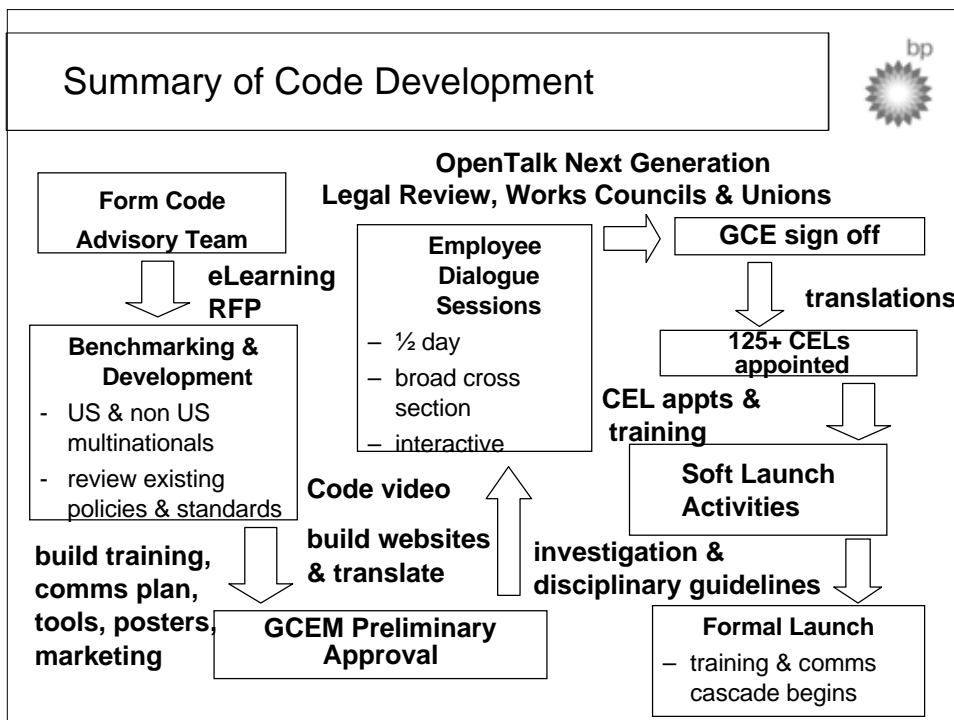 bp
Summary of Code Development
OpenTalk Next Generation
Legal Review, Works Councils & Unions
Form Code
Advisory Team
eLearning
RFP
Benchmarking &
Development
- US & non US
multinationals
- review existing
policies & standards
build training,
comms plan,
tools, posters,
marketing
GCEM Preliminary
Approval
Code video
build websites
& translate
Employee
Dialogue
Sessions
– ½ day
– broad cross
section
– interactive
GCE sign off
translations
125+ CELs
appointed
CEL appts &
training
Soft Launch
Activities
investigation &
disciplinary guidelines
Formal Launch
– training & comms
cascade begins